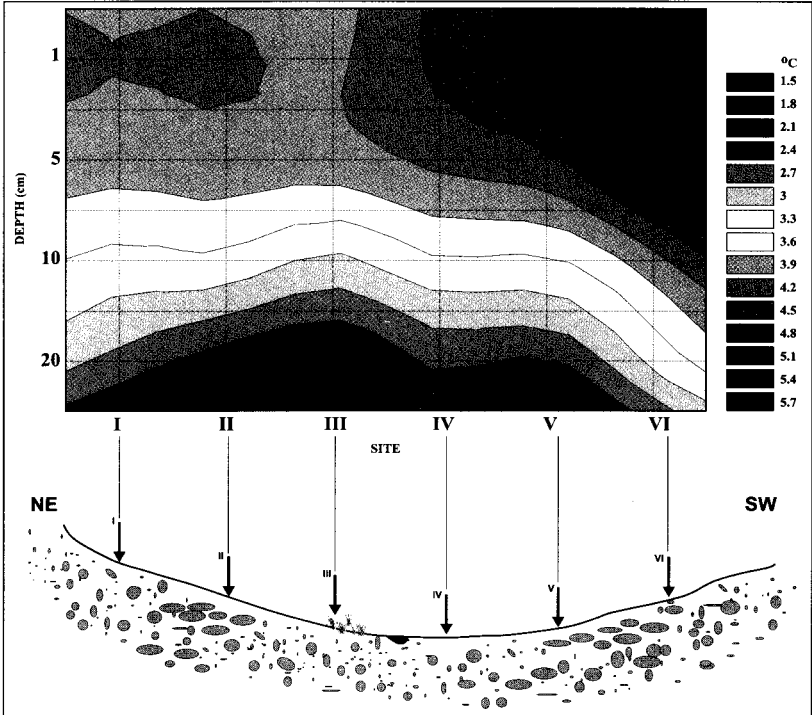 °C
1
5
10
20
DEPTH (cm)
1.5
1.8
2.1
2.4
2.7
3
3.3
3.6
3.9
4.2
4.5
4.8
5.1
5.4
5.7
I II III IV V VI
SITE
NE SW
I
II
III
IV
V
VI